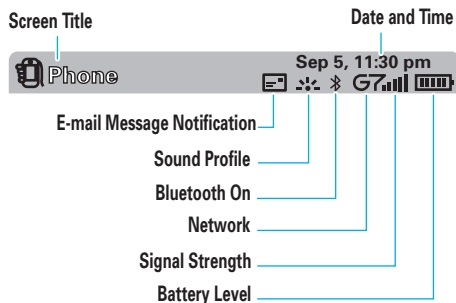 Screen Title
Date and Time
Phone
Sep 5, 11:30 pm
G7
E-mail Message Notification
Sound Profile
Bluetooth On
Network
Signal Strength
Battery Level